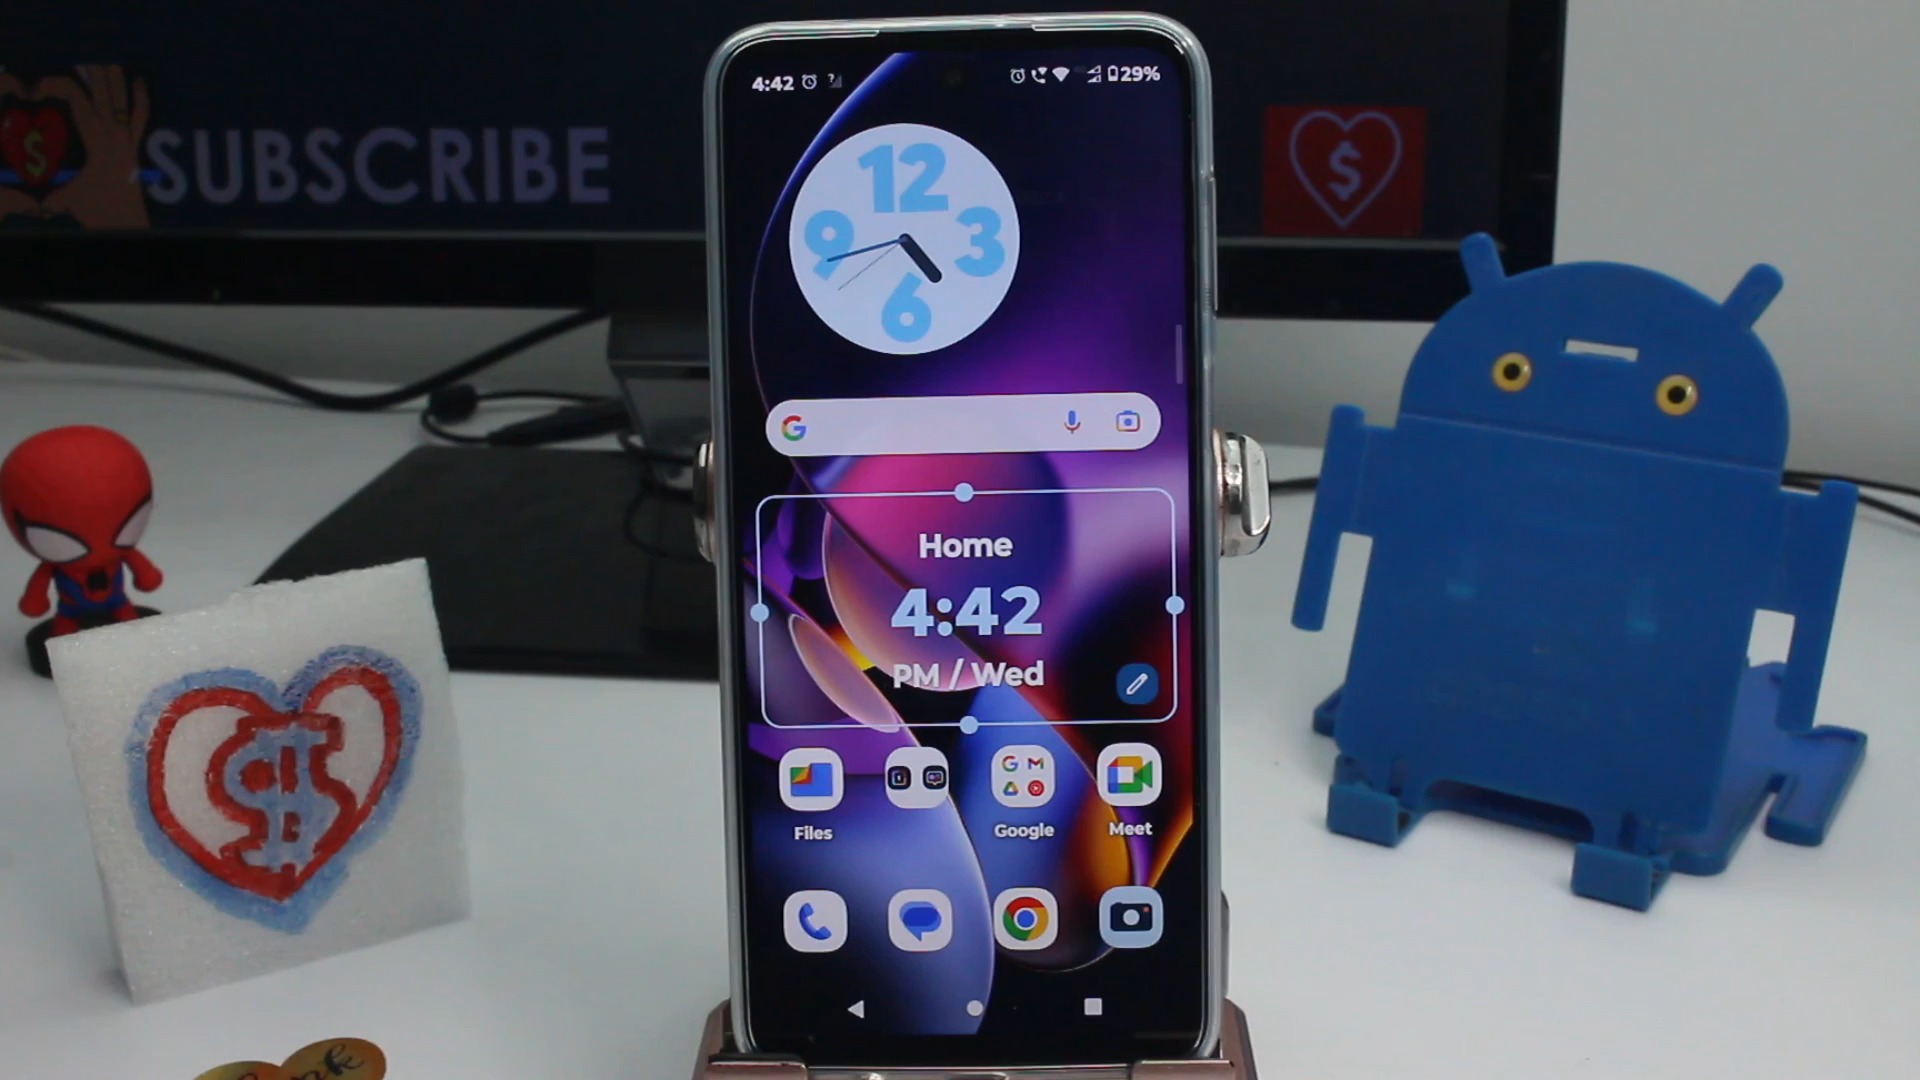 SUBSCRIBE
$
$
4:42
29%
12
9
3
6
Home
4:42
PM / Wed
Files
Google
Meet
$